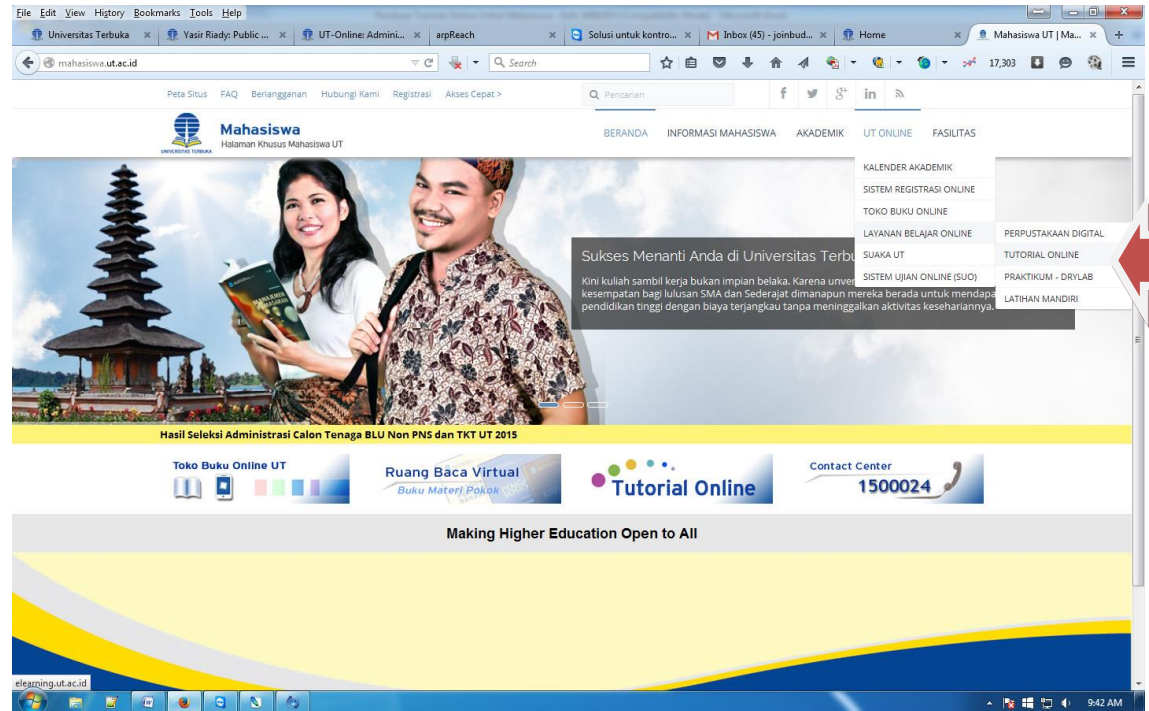 File Edit View History Bookmarks Tools Help
Universitas Terbuka
Yasir Riady: Public ...
UT-Online: Admini...
arpReach
Solusi untuk kontro...
Inbox (45) - joinbud...
Home
Mahasiswa UT | Ma...
mahasiswa.ut.ac.id
Search
17,303
Peta Situs FAQ Berlangganan Hubungi Kami Registrasi Akses Cepat >
Pencarian
UNIVERSITAS TERBUKA
Mahasiswa
Halaman Khusus Mahasiswa UT
BERANDA INFORMASI MAHASISWA AKADEMIK UT ONLINE FASILITAS
KALENDER AKADEMIK
SISTEM REGISTRASI ONLINE
TOKO BUKU ONLINE
LAYANAN BELAJAR ONLINE
SUAKA UT
SISTEM UJIAN ONLINE (SUO)
PERPUSTAKAAN DIGITAL
TUTORIAL ONLINE
PRAKTIKUM - DRYLAB
LATIHAN MANDIRI
MANAJEMEN
PEMASARAN
Sukses Menanti Anda di Universitas Terbu
Kini kuliah sambil kerja bukan impian belaka. Karena unver
kesempatan bagi lulusan SMA dan Sederajat dimanapun mereka berada untuk mendapa
pendidikan tinggi dengan biaya terjangkau tanpa meninggalkan aktivitas kesehariannya.
Hasil Seleksi Administrasi Calon Tenaga BLU Non PNS dan TKT UT 2015
Toko Buku Online UT
Ruang Baca Virtual
Buku Materi Pokok
Tutorial Online
Contact Center
1500024
Making Higher Education Open to All
elearning.ut.ac.id
9:42 AM